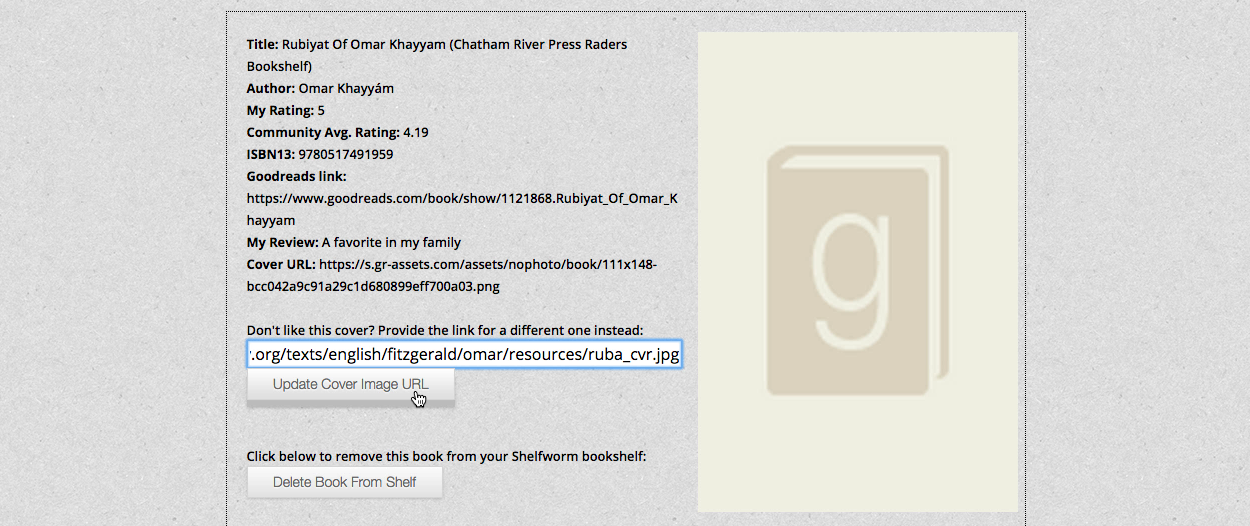 Title: Rubiyat Of Omar Khayyam (Chatham River Press Raders
Bookshelf)
Author: Omar Khayyám
My Rating: 5
Community Avg. Rating: 4.19
ISBN13: 9780517491959
Goodreads link:
https://www.goodreads.com/book/show/1121868.Rubiyat_Of_Omar_K
hayyam
My Review: A favorite in my family
Cover URL: https://s.gr-assets.com/assets/nophoto/book/111x148-
bcc042a9c91a29c1d680899eff700a03.png
Don't like this cover? Provide the link for a different one instead:
.org/texts/english/fitzgerald/omar/resources/ruba_cvr.jpg
Update Cover Image URL
Click below to remove this book from your Shelfworm bookshelf:
Delete Book From Shelf
g